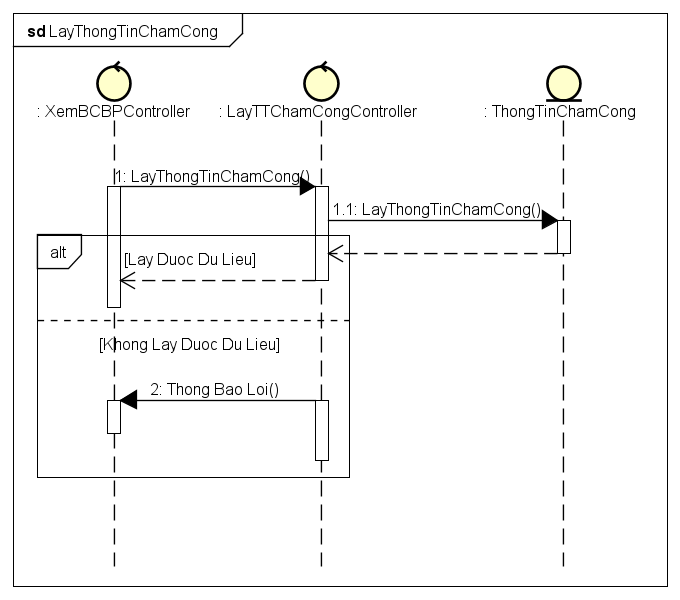 sd LayThongTinChamCong
: XemBCBPController
: LayTTChamCongController
: ThongTinChamCong
1: LayThongTinChamCong()
1.1: LayThongTinChamCong()
alt
[Lay Duoc Du Lieu]
[Khong Lay Duoc Du Lieu]
2: Thong Bao Loi()